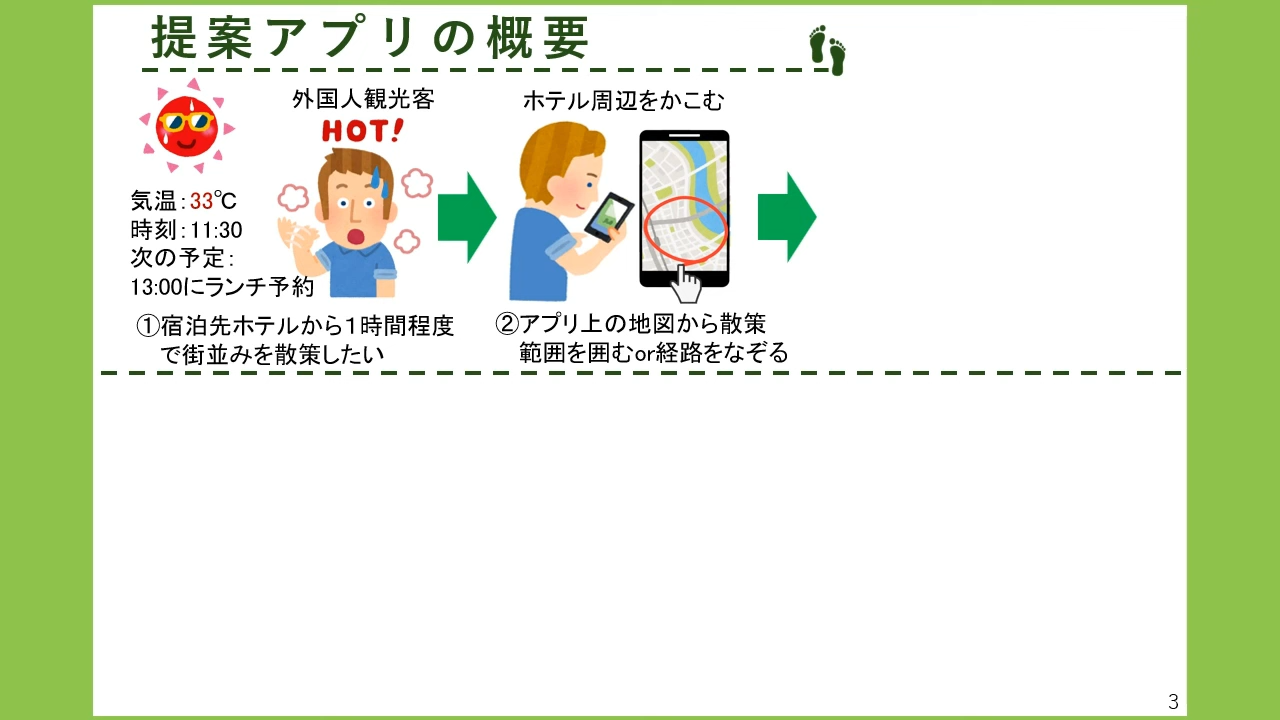 提案アプリの概要
外国人観光客
HOT!
気温：33℃
時刻：11:30
次の予定：
13:00にランチ予約
①宿泊先ホテルから１時間程度
で街並みを散策したい
ホテル周辺をかこむ
②アプリ上の地図から散策
範囲を囲むor経路をなぞる
3